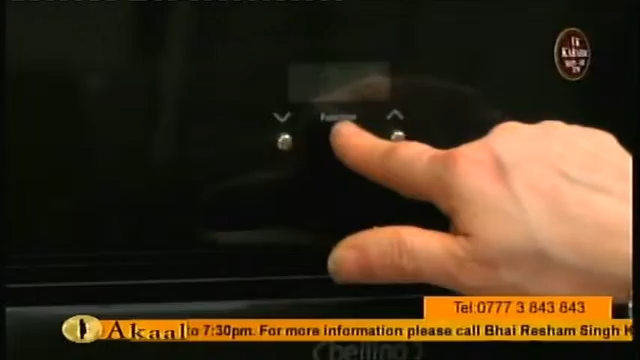 Function
Tel:0777 3 843 843
Akaal
o 7:30pm. For more information please call Bhai Resham Singh K
belling